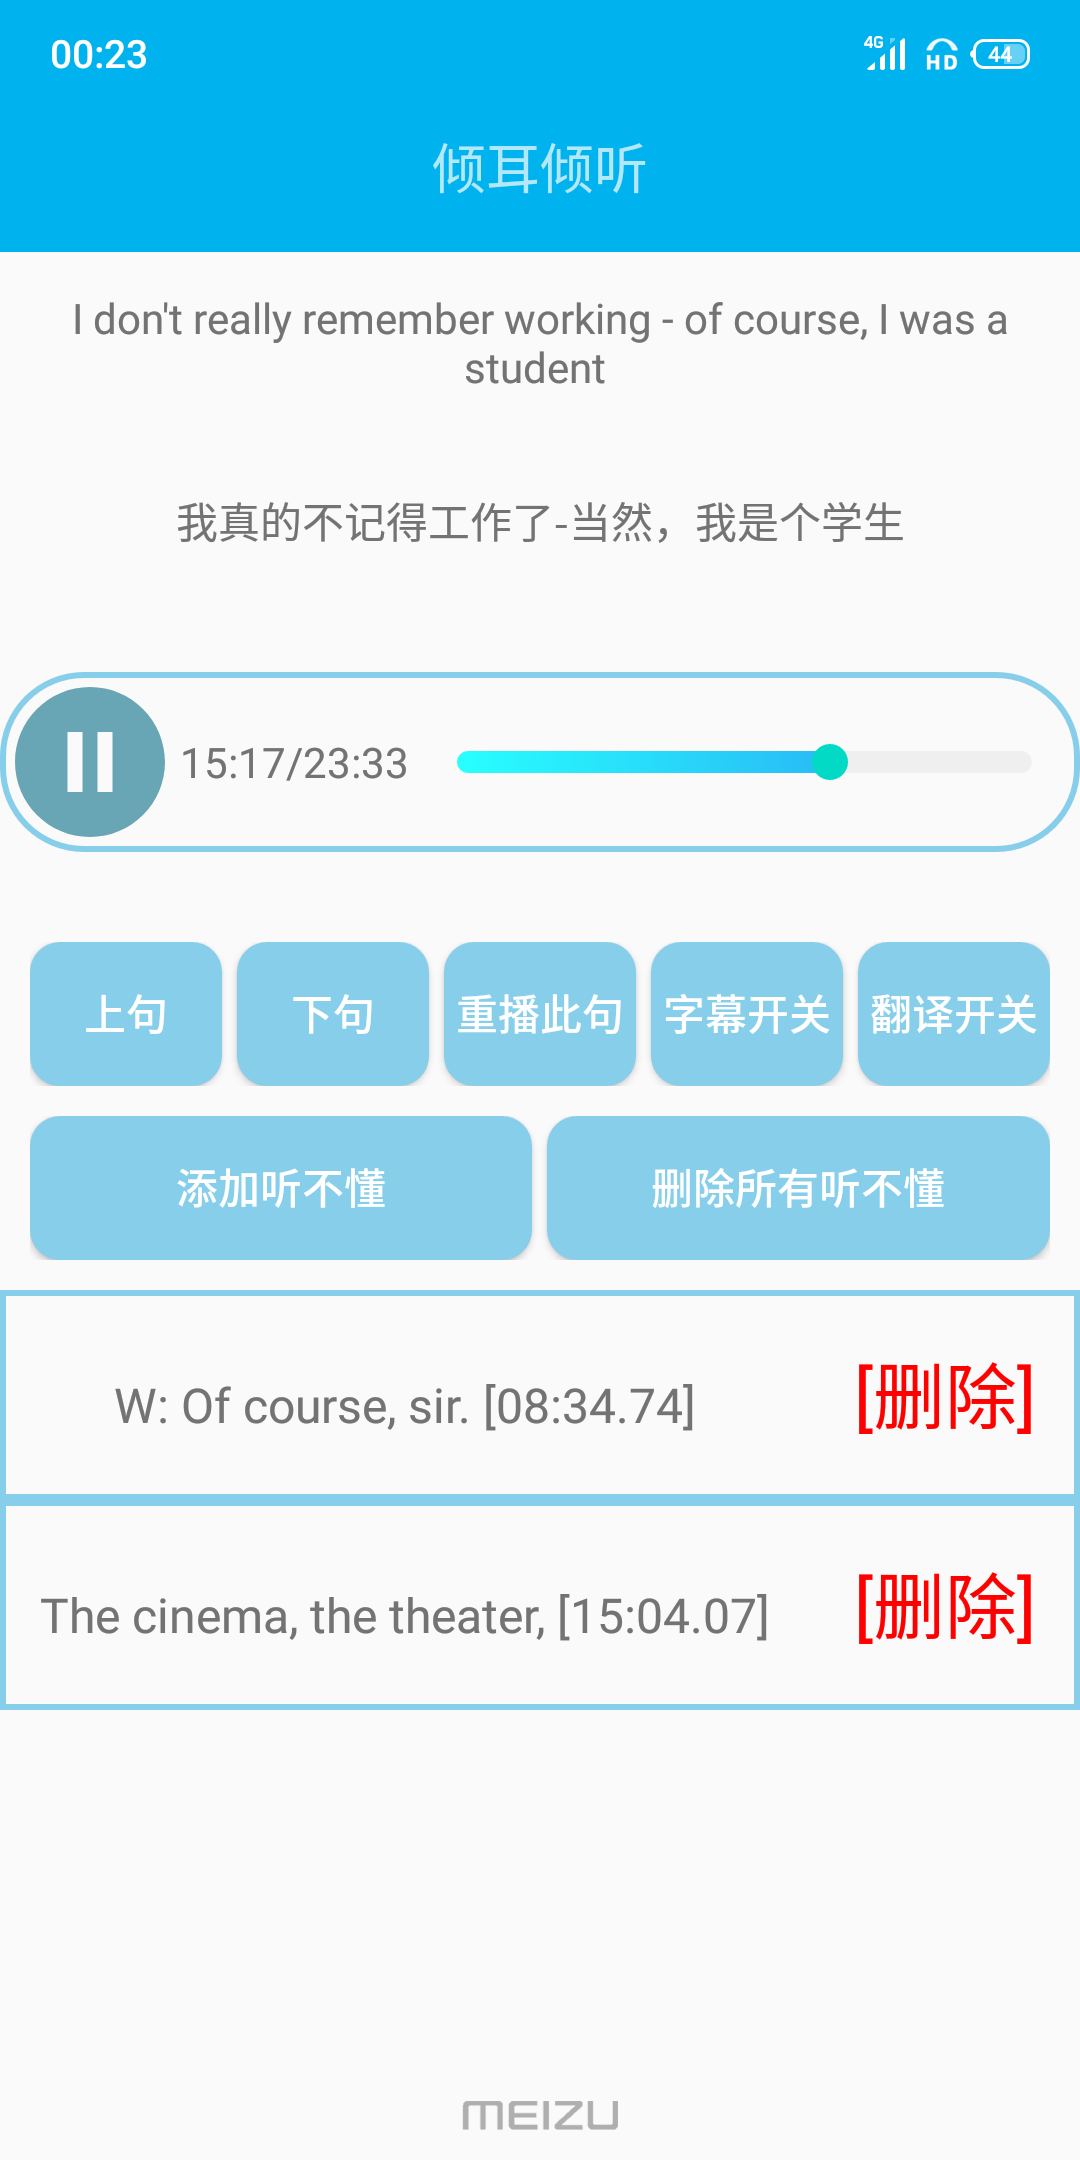 00:23
4G
HD
44
倾耳倾听
I don't really remember working - of course, I was a
student
我真的不记得工作了-当然，我是个学生
15:17/23:33
上句
下句
重播此句
字幕开关
翻译开关
添加听不懂
删除所有听不懂
W: Of course, sir. [08:34.74]
[删除]
The cinema, the theater, [15:04.07]
[删除]
MEIZU